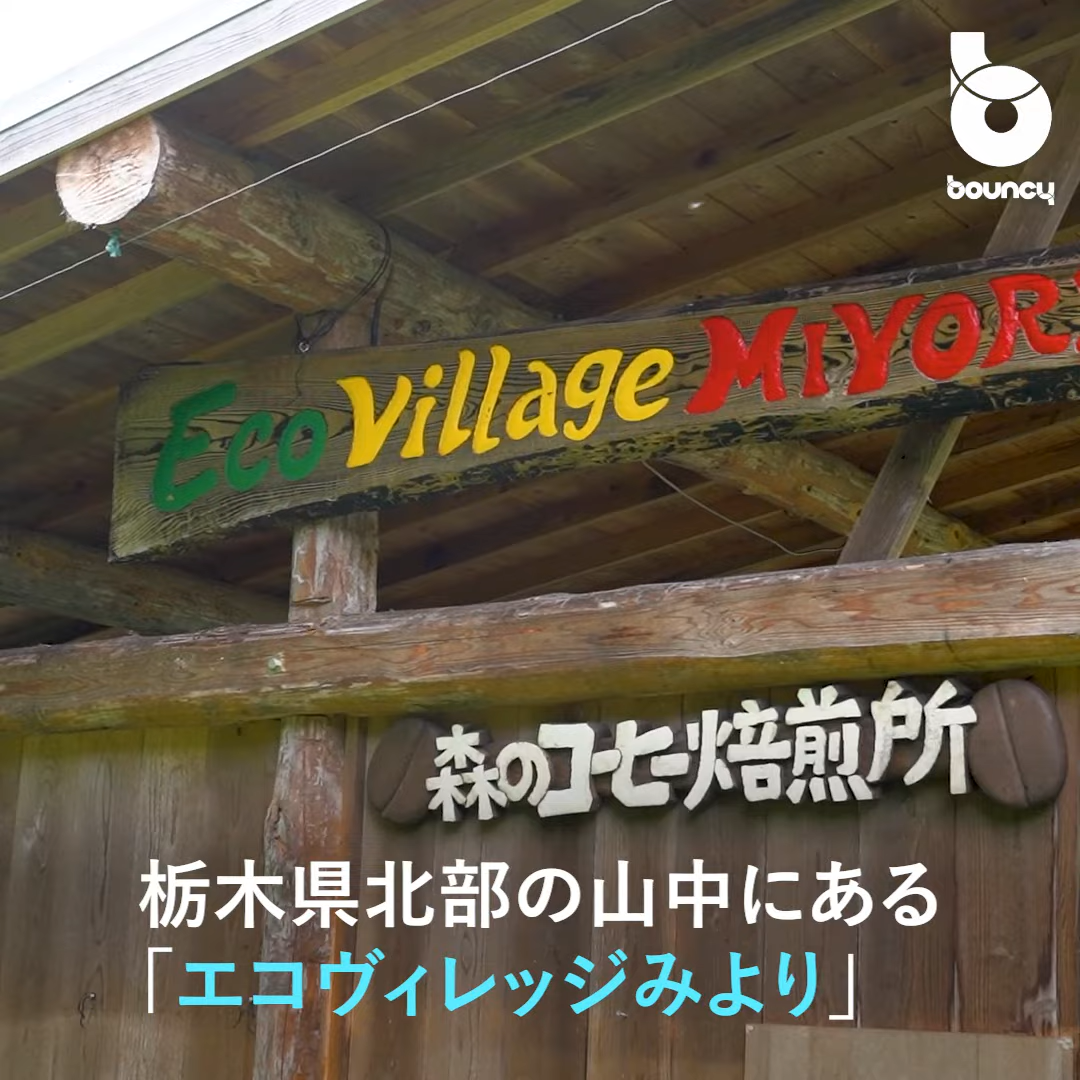 bouncy
Eco Village MiYORi
森のコーヒー焙煎所
栃木県北部の山中にある
「エコヴィレッジみより」